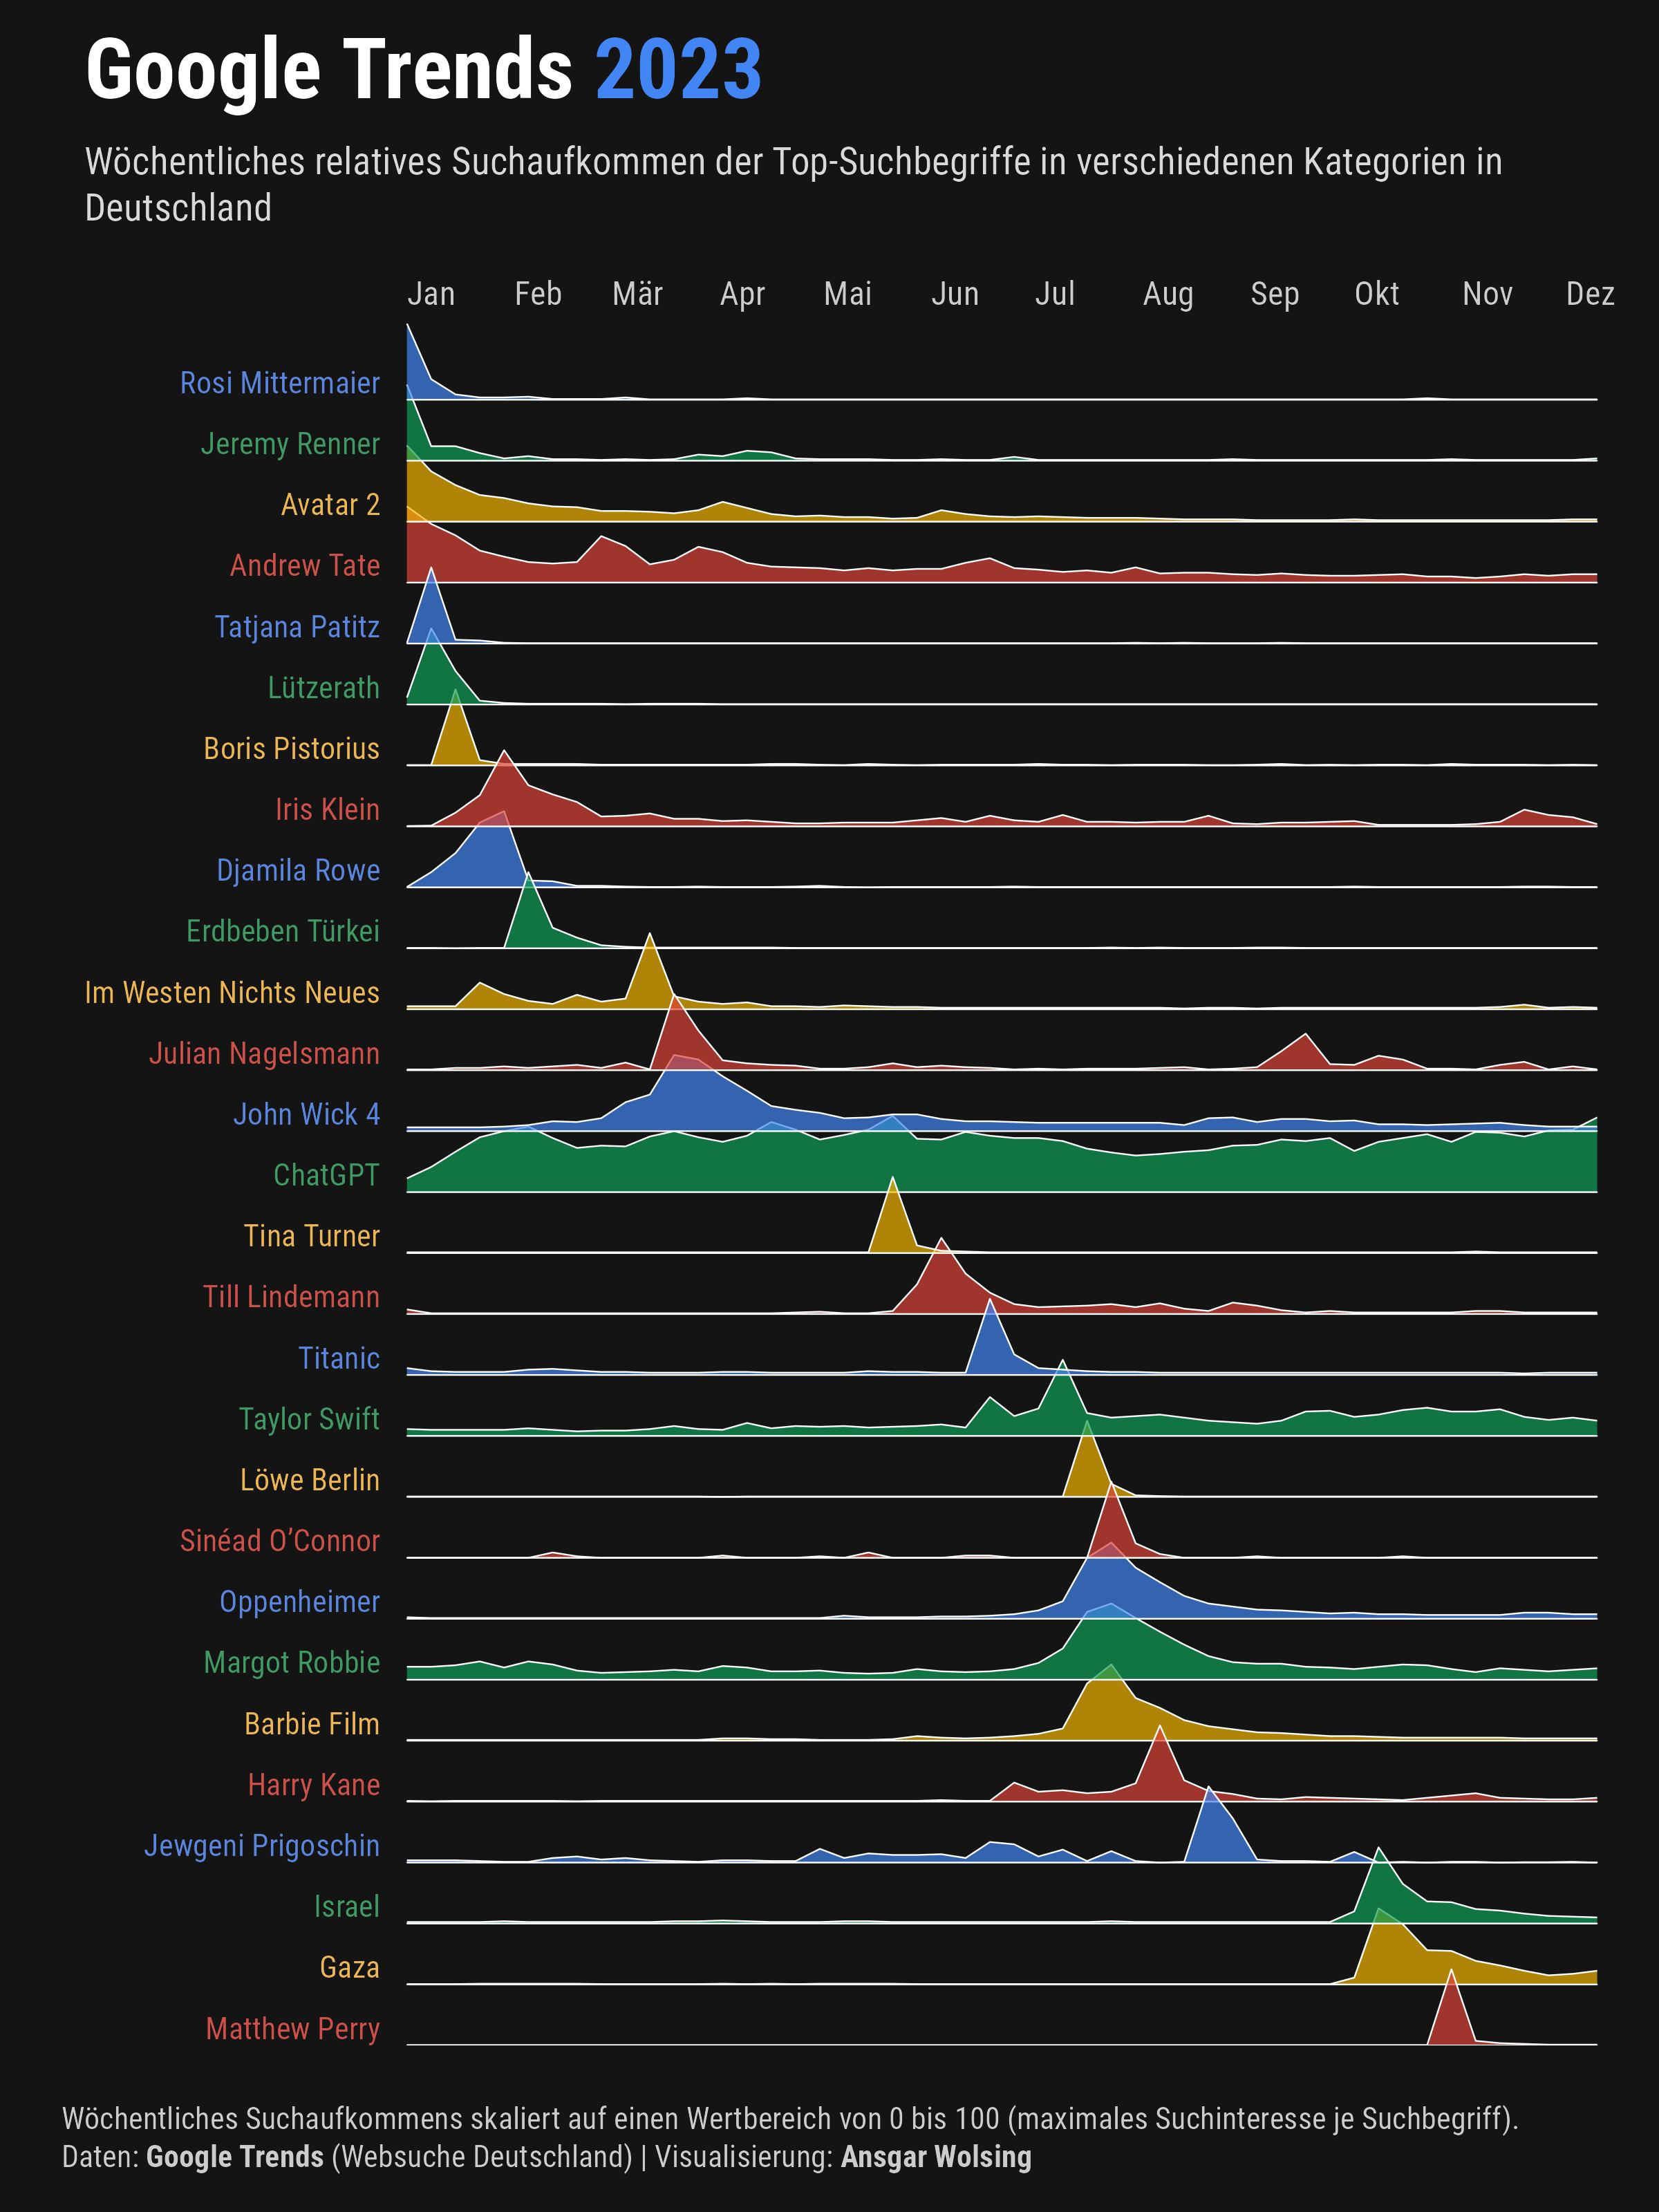 Google Trends 2023
Wöchentliches relatives Suchaufkommen der Top-Suchbegriffe in verschiedenen Kategorien in
Deutschland
Jan Feb Mär Apr Mai Jun Jul Aug Sep Okt Nov Dez
Rosi Mittermaier
Jeremy Renner
Avatar 2
Andrew Tate
Tatjana Patitz
Lützerath
Boris Pistorius
Iris Klein
Djamila Rowe
Erdbeben Türkei
Im Westen Nichts Neues
Julian Nagelsmann
John Wick 4
ChatGPT
Tina Turner
Till Lindemann
Titanic
Taylor Swift
Löwe Berlin
Sinéad O’Connor
Oppenheimer
Margot Robbie
Barbie Film
Harry Kane
Jewgeni Prigoschin
Israel
Gaza
Matthew Perry
Wöchentliches Suchaufkommens skaliert auf einen Wertbereich von 0 bis 100 (maximales Suchinteresse je Suchbegriff).
Daten: Google Trends (Websuche Deutschland) | Visualisierung: Ansgar Wolsing